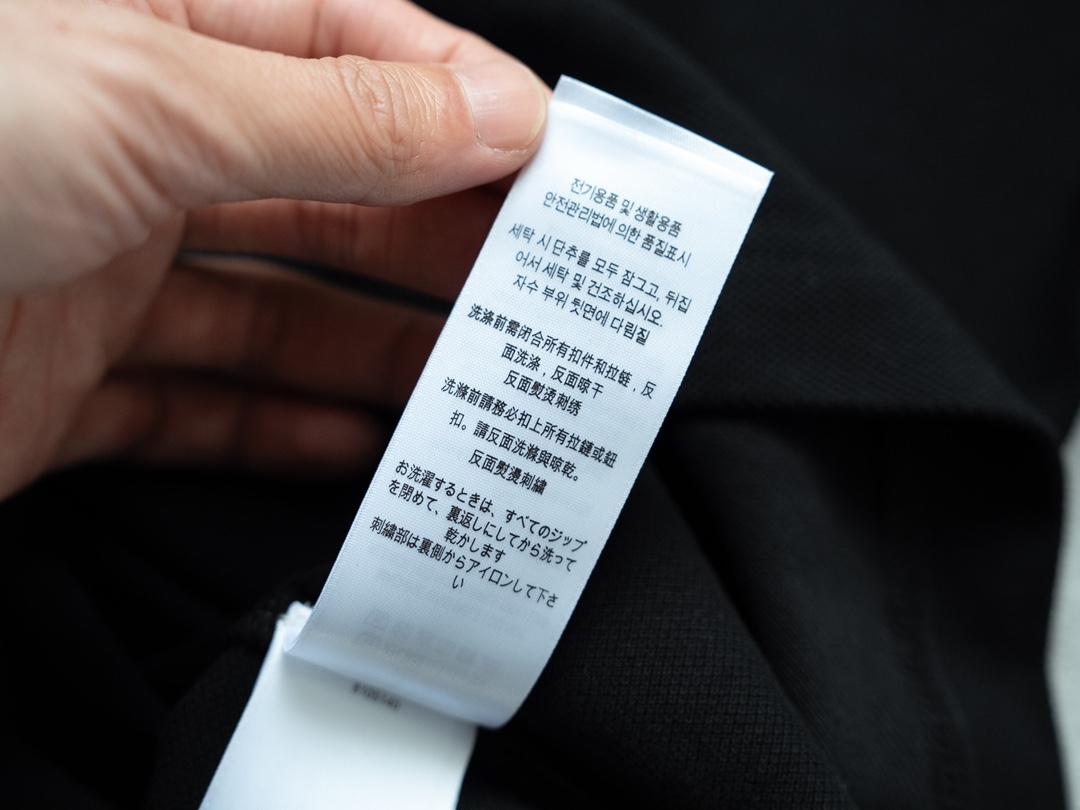 전기용품 및 생활용품
안전관리법에 의한 품질표시
세탁 시 단추를 모두 잠그고, 뒤집
어서 세탁 및 건조하십시오.
자수 부위 뒷면에 다림질
洗涤前需闭合所有扣件和拉链，反
面洗涤，反面晾干
反面熨烫刺绣
洗滌前請務必扣上所有拉鏈或鈕
扣。請反面洗滌與晾乾。
反面熨燙刺繡
お洗濯するときは、すべてのジップ
を閉めて、裏返しにしてから洗って
乾かします
刺繍部は裏側からアイロンして下さ
い